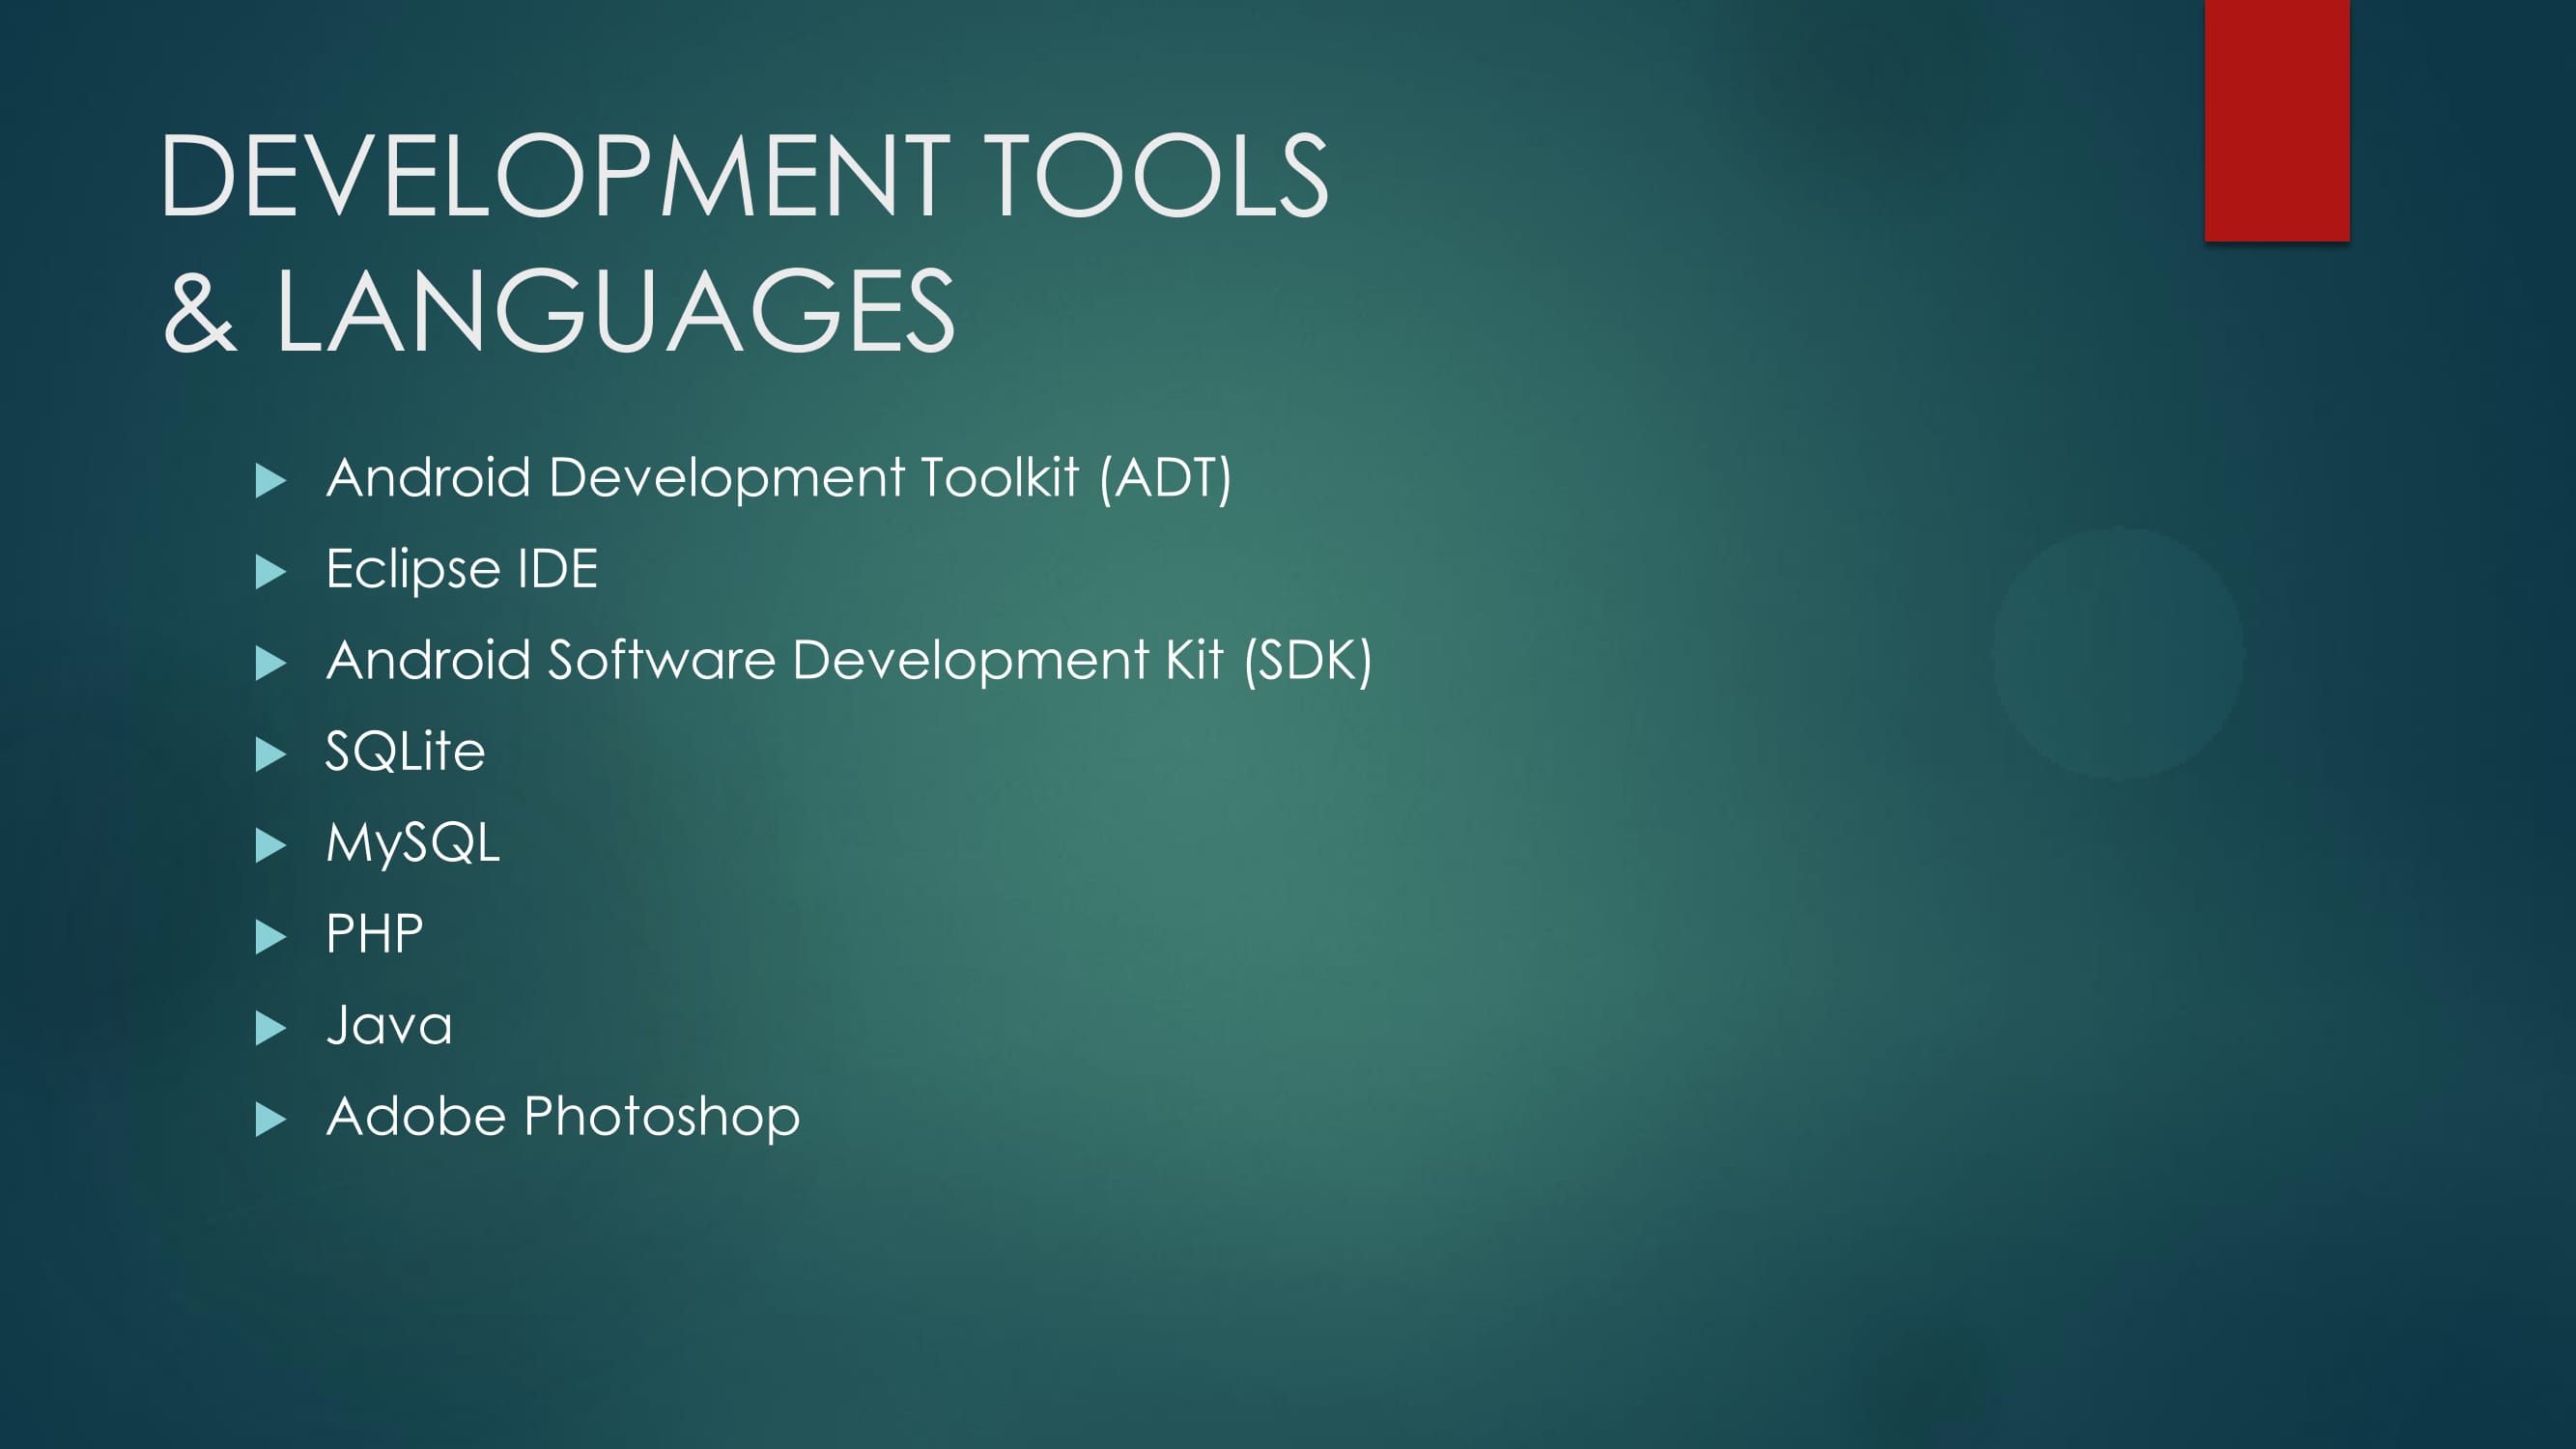 DEVELOPMENT TOOLS
& LANGUAGES
Android Development Toolkit (ADT)
Eclipse IDE
Android Software Development Kit (SDK)
SQLite
MySQL
PHP
Java
Adobe Photoshop